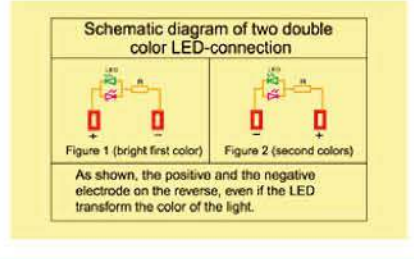 Schematic diagram of two double
color LED-connection
LED
R
LED
R
+
−
−
+
Figure 1 (bright first color)
Figure 2 (second colors)
As shown, the positive and the negative
electrode on the reverse, even if the LED
transform the color of the light.